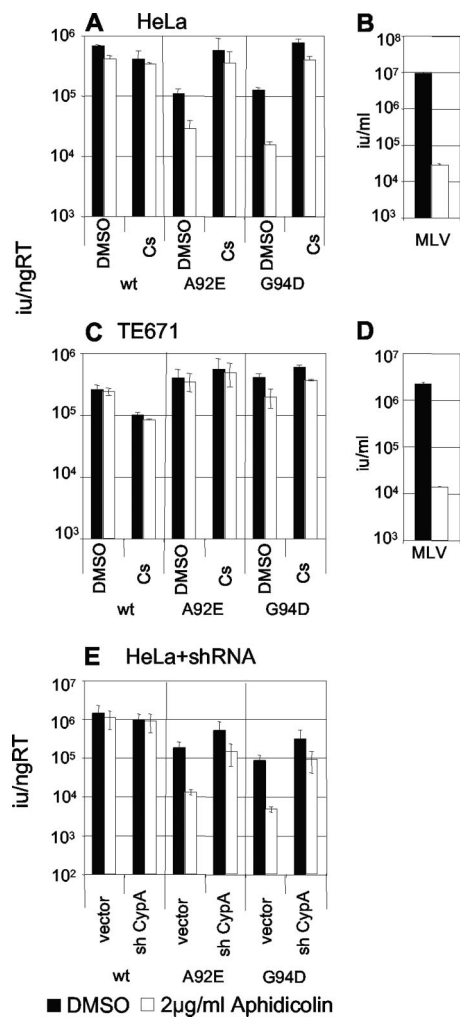 A HeLa
iu/ngRT
10⁶
10⁵
10⁴
10³
DMSO
Cs
DMSO
Cs
DMSO
Cs
wt
A92E
G94D
B
iu/ml
10⁸
10⁷
10⁶
10⁵
10⁴
10³
MLV
C TE671
10⁶
10⁵
10⁴
10³
DMSO
Cs
DMSO
Cs
DMSO
Cs
wt
A92E
G94D
D
iu/ml
10⁷
10⁶
10⁵
10⁴
10³
MLV
E HeLa+shRNA
iu/ngRT
10⁷
10⁶
10⁵
10⁴
10³
10²
vector
sh CypA
vector
sh CypA
vector
sh CypA
wt
A92E
G94D
DMSO 2µg/ml Aphidicolin